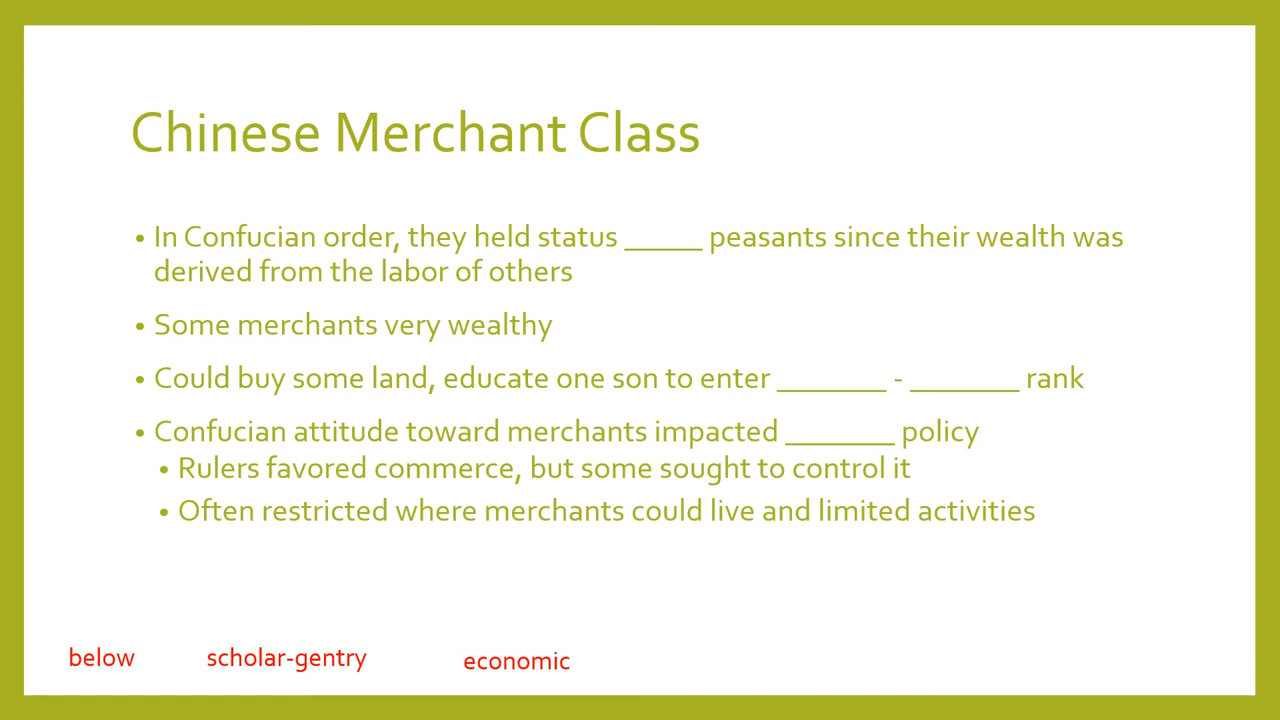 Chinese Merchant Class
• In Confucian order, they held status _____ peasants since their wealth was
derived from the labor of others
• Some merchants very wealthy
• Could buy some land, educate one son to enter _______ - _______ rank
• Confucian attitude toward merchants impacted _______ policy
• Rulers favored commerce, but some sought to control it
• Often restricted where merchants could live and limited activities
below scholar-gentry economic